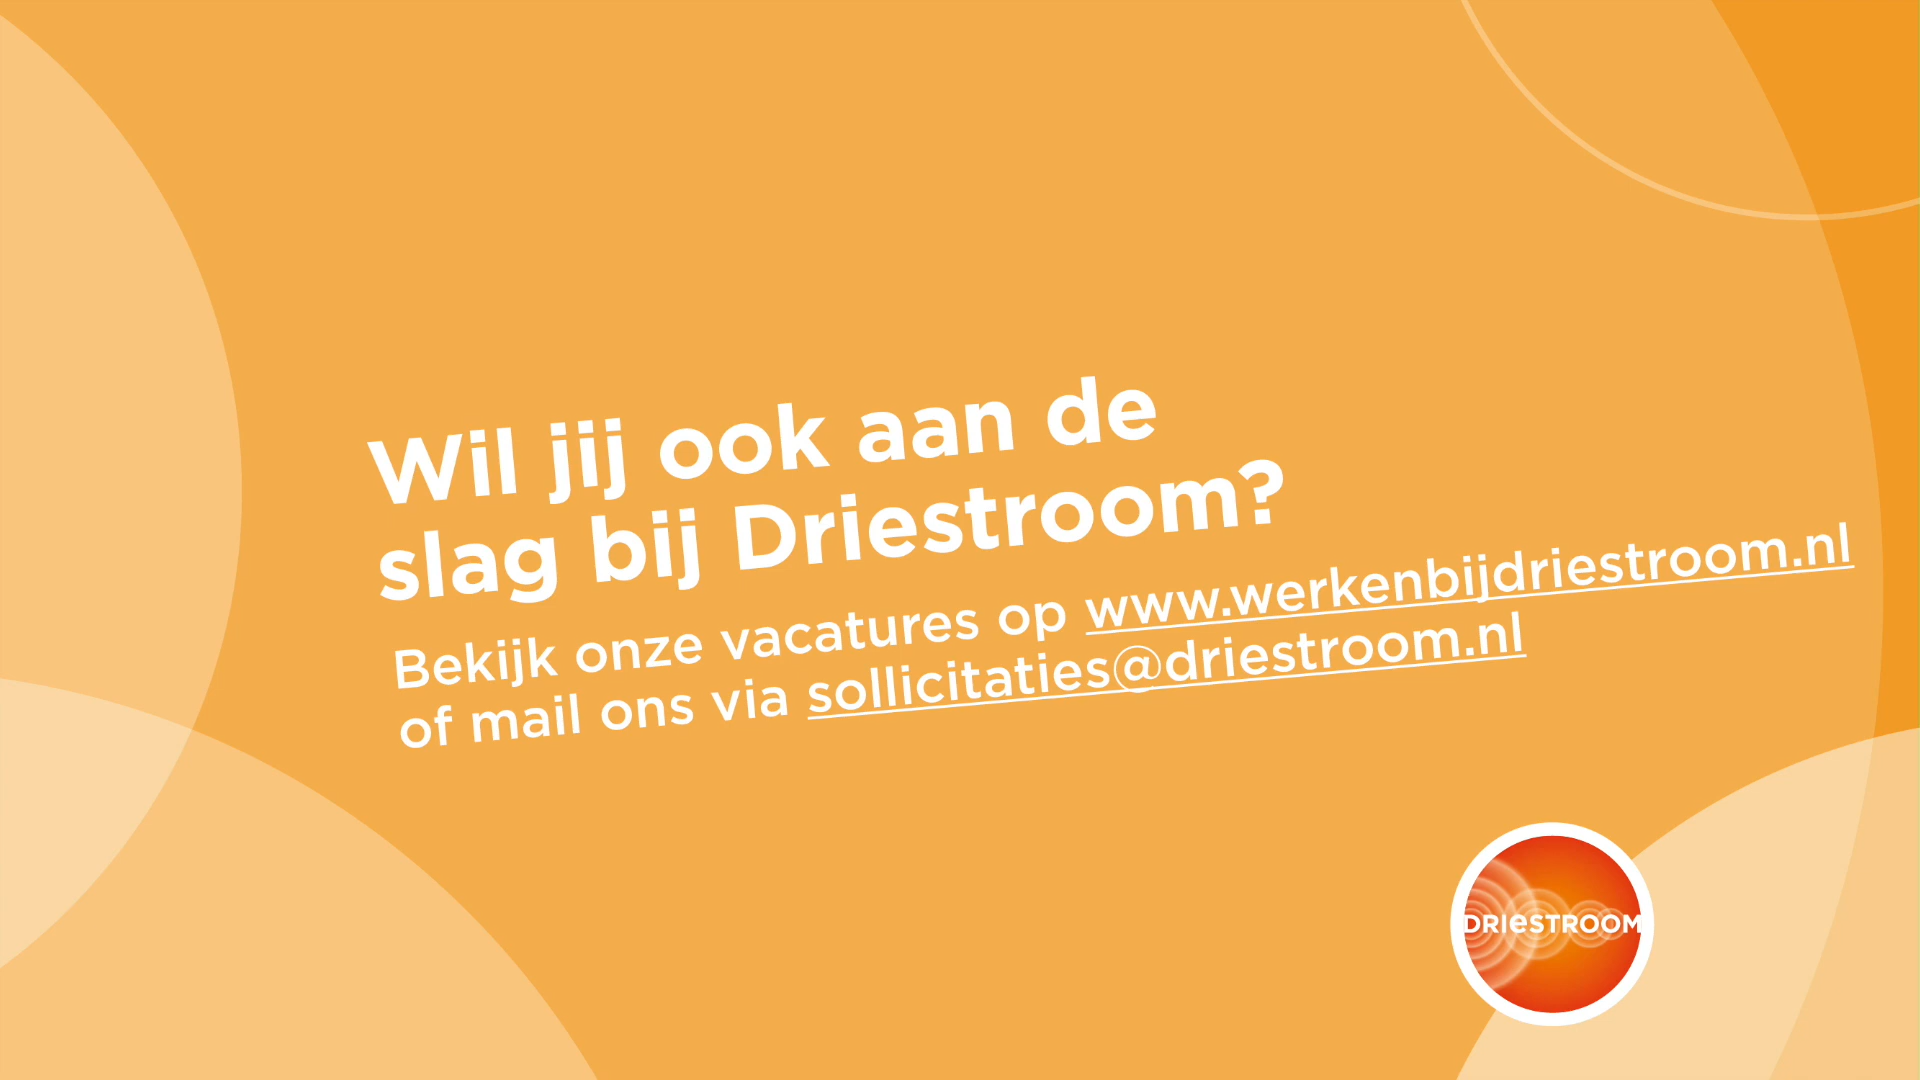 Wil jij ook aan de
slag bij Driestroom?
Bekijk onze vacatures op www.werkenbijdriestroom.nl
of mail ons via sollicitaties@driestroom.nl
DRIeSTROOM